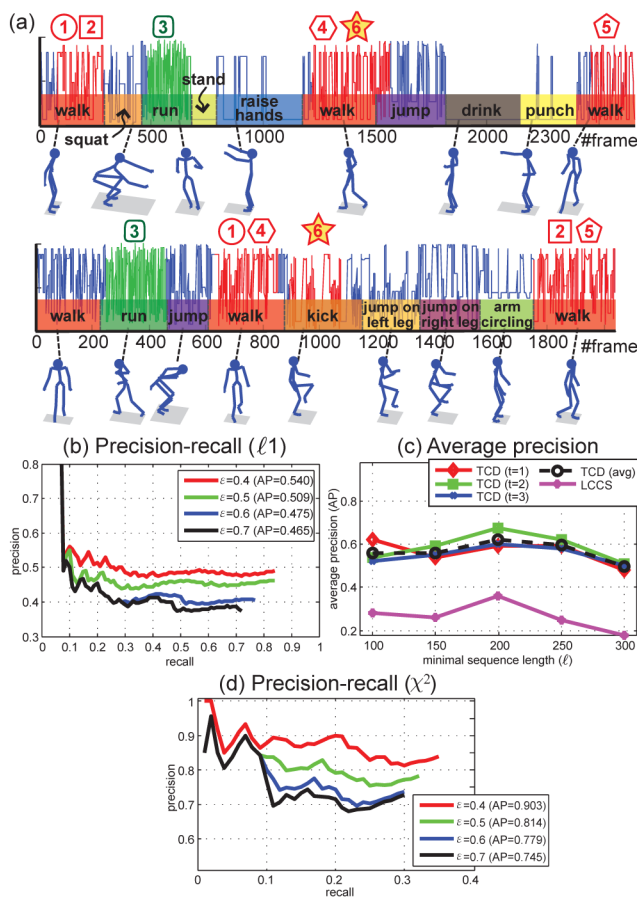 (a)
1 2 3 4 6 5
stand
walk run raise hands walk jump drink punch walk
squat
0 500 1000 1500 2000 2300 #frame
3 1 4 6 2 5
walk run jump walk kick jump on left leg jump on right leg arm circling walk
0 200 400 600 800 1000 1200 1400 1600 1800 #frame
(b) Precision-recall (ℓ1)
0.8
0.7
0.6
0.5
0.4
0.3
precision
ε=0.4 (AP=0.540)
ε=0.5 (AP=0.509)
ε=0.6 (AP=0.475)
ε=0.7 (AP=0.465)
0 0.1 0.2 0.3 0.4 0.5 0.6 0.7 0.8 0.9 1
recall
(c) Average precision
TCD (t=1)
TCD (t=2)
TCD (t=3)
TCD (avg)
LCCS
0.8
0.6
0.4
0.2
average precision (AP)
100 150 200 250 300
minimal sequence length (ℓ)
(d) Precision-recall (χ²)
1
0.9
0.8
0.7
0.6
0.5
precision
ε=0.4 (AP=0.903)
ε=0.5 (AP=0.814)
ε=0.6 (AP=0.779)
ε=0.7 (AP=0.745)
0 0.1 0.2 0.3 0.4
recall